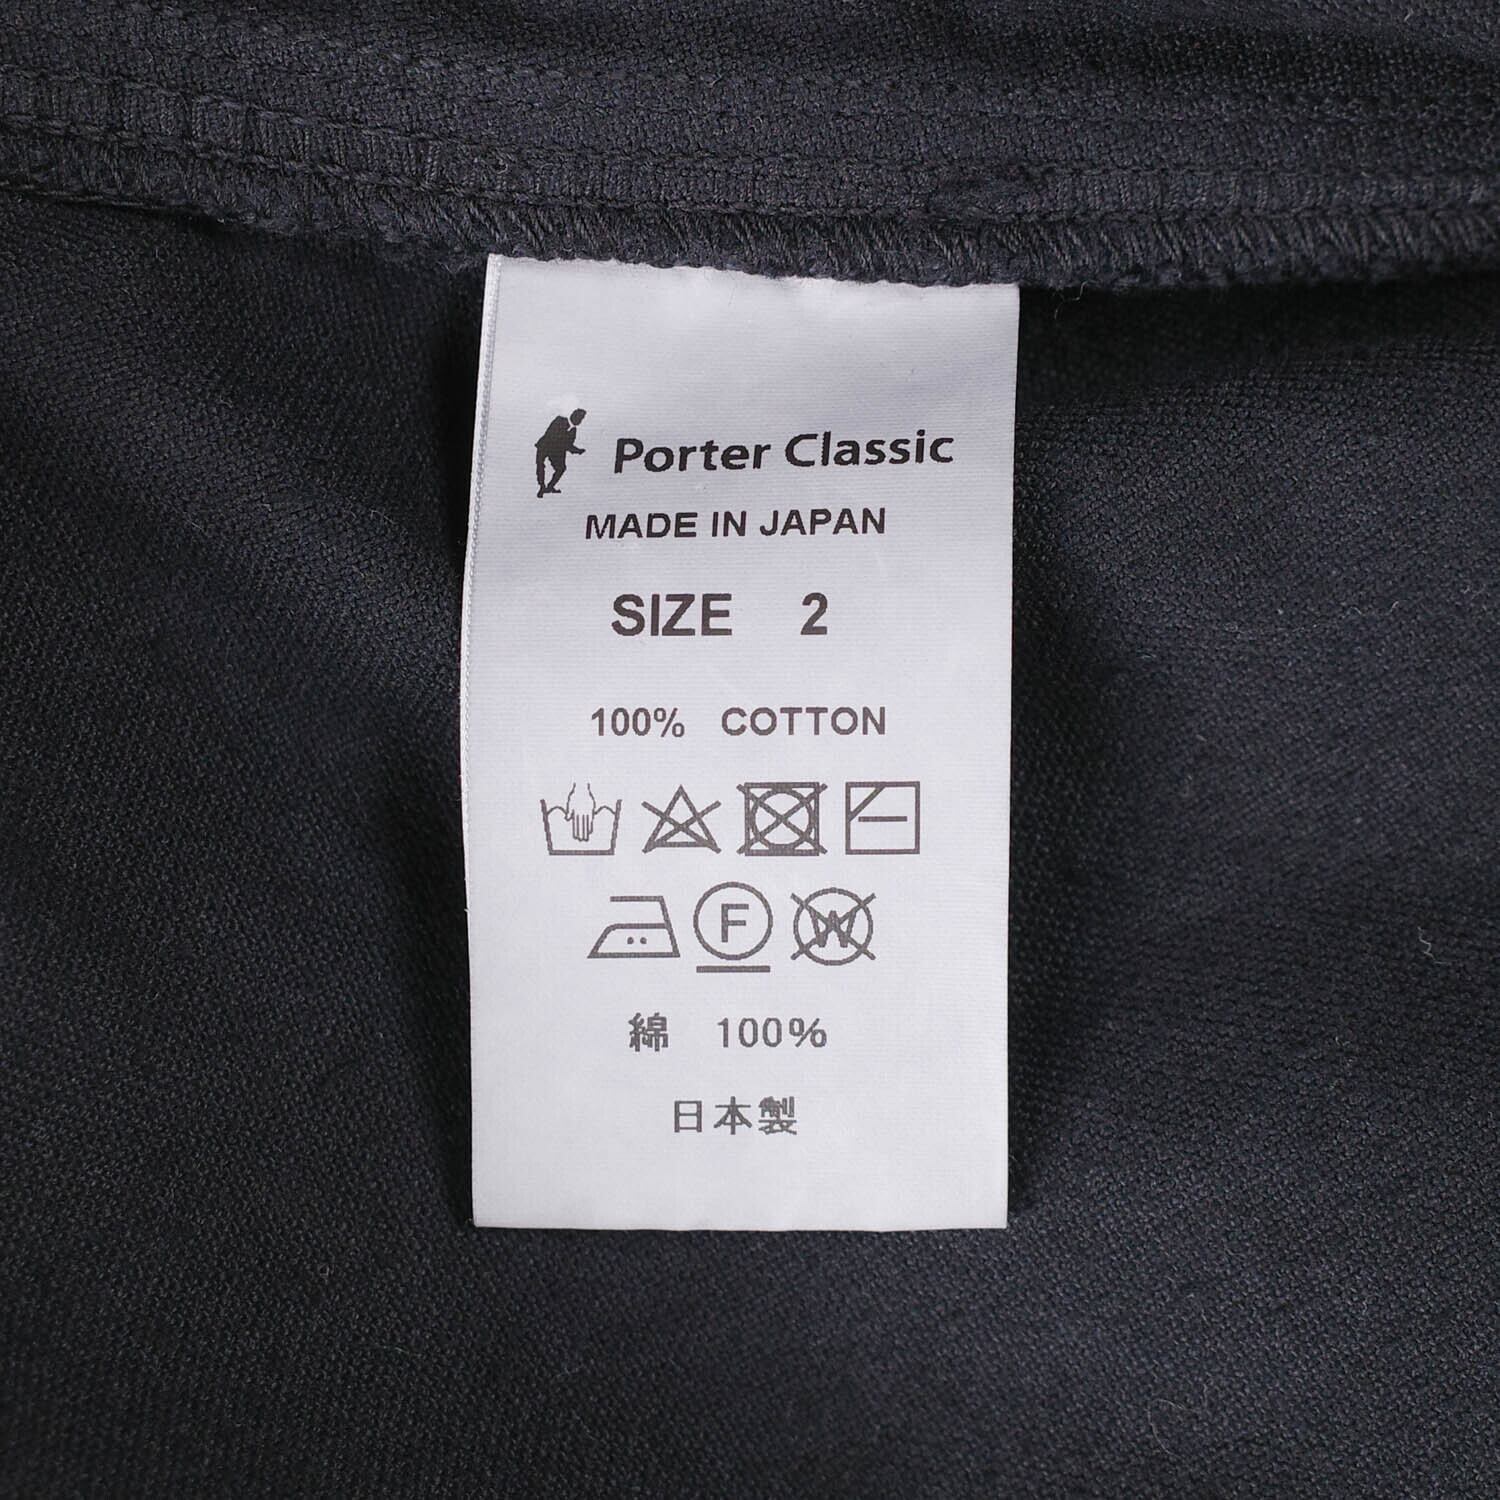 Porter Classic
MADE IN JAPAN
SIZE 2
100% COTTON
F W
綿 100%
日本製